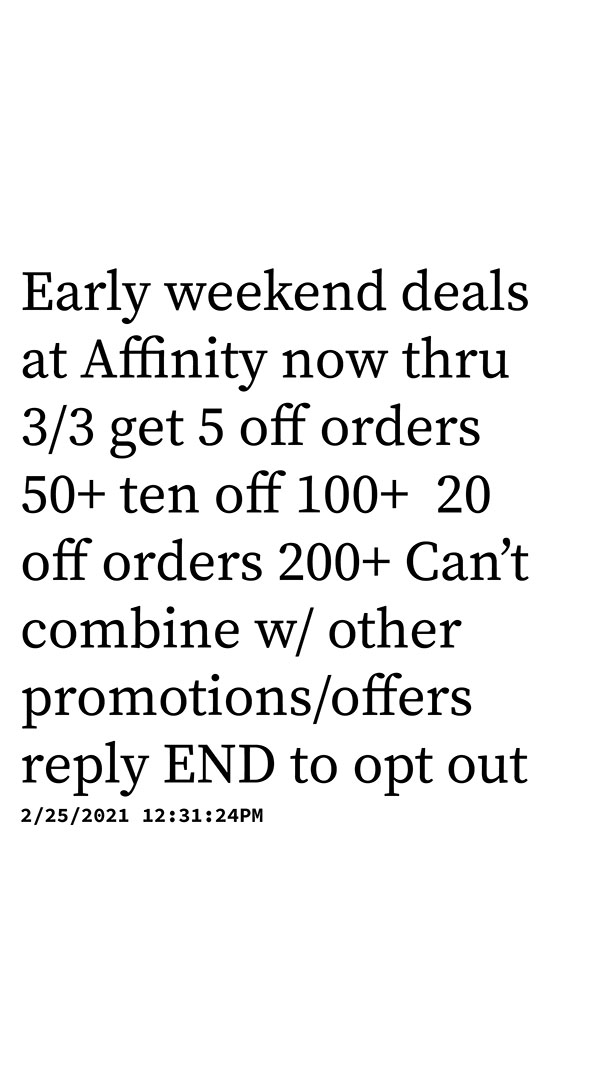 Early weekend deals
at Affinity now thru
3/3 get 5 off orders
50+ ten off 100+  20
off orders 200+ Can’t
combine w/ other
promotions/offers
reply END to opt out
2/25/2021 12:31:24PM